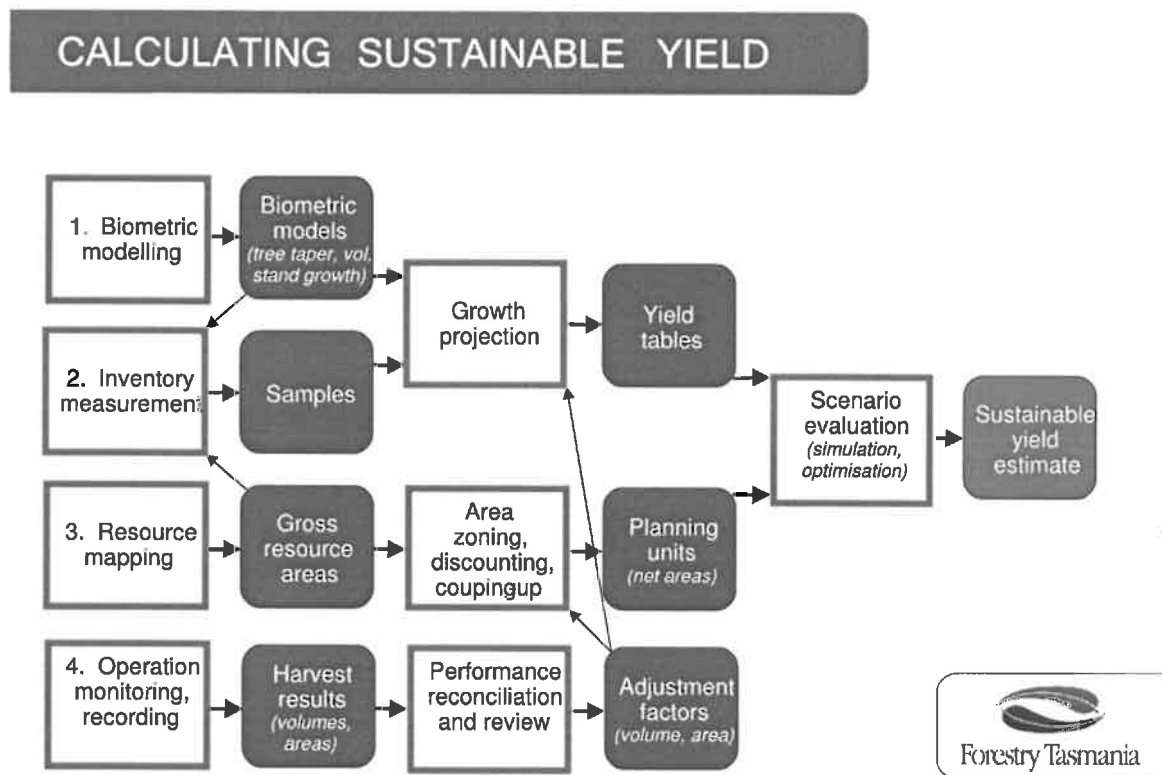 CALCULATING SUSTAINABLE YIELD
1. Biometric
modelling
Biometric
models
(tree taper, vol,
stand growth)
Growth
projection
Yield
tables
2. Inventory
measurement
Samples
Scenario
evaluation
(simulation,
optimisation)
Sustainable
yield
estimate
3. Resource
mapping
Gross
resource
areas
Area
zoning,
discounting,
coupingup
Planning
units
(net areas)
4. Operation
monitoring,
recording
Harvest
results
(volumes,
areas)
Performance
reconciliation
and review
Adjustment
factors
(volume, area)
Forestry Tasmania